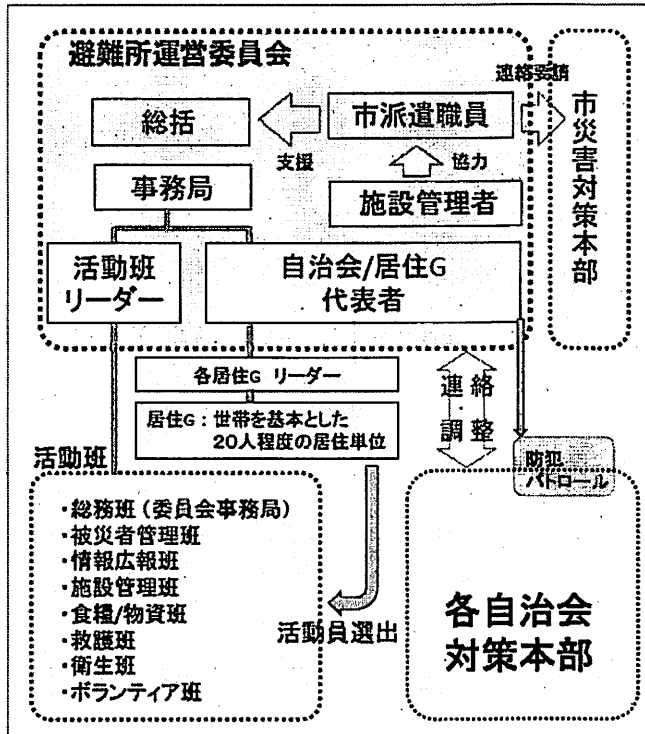 避難所運営委員会
連絡要請
総括
市派遣職員
支援
協力
市災害対策本部
事務局
施設管理者
活動班
リーダー
自治会/居住G
代表者
各居住G リーダー
連絡・調整
居住G：世帯を基本とした
20人程度の居住単位
防犯
パトロール
活動班
・総務班（委員会事務局）
・被災者管理班
・情報広報班
・施設管理班
・食糧/物資班
・救護班
・衛生班
・ボランティア班
活動員選出
各自治会
対策本部